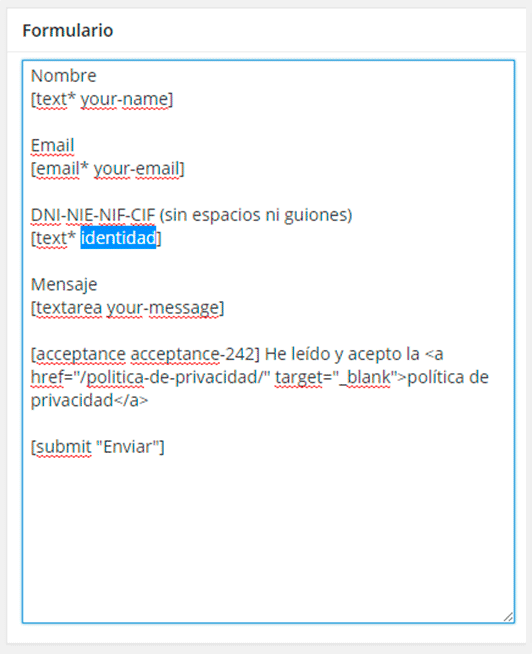 Formulario
Nombre
[text* your-name]
Email
[email* your-email]
DNI-NIE-NIF-CIF (sin espacios ni guiones)
[text* identidad]
Mensaje
[textarea your-message]
[acceptance acceptance-242] He leído y acepto la <a
href="/politica-de-privacidad/" target="_blank">política de
privacidad</a>
[submit "Enviar"]